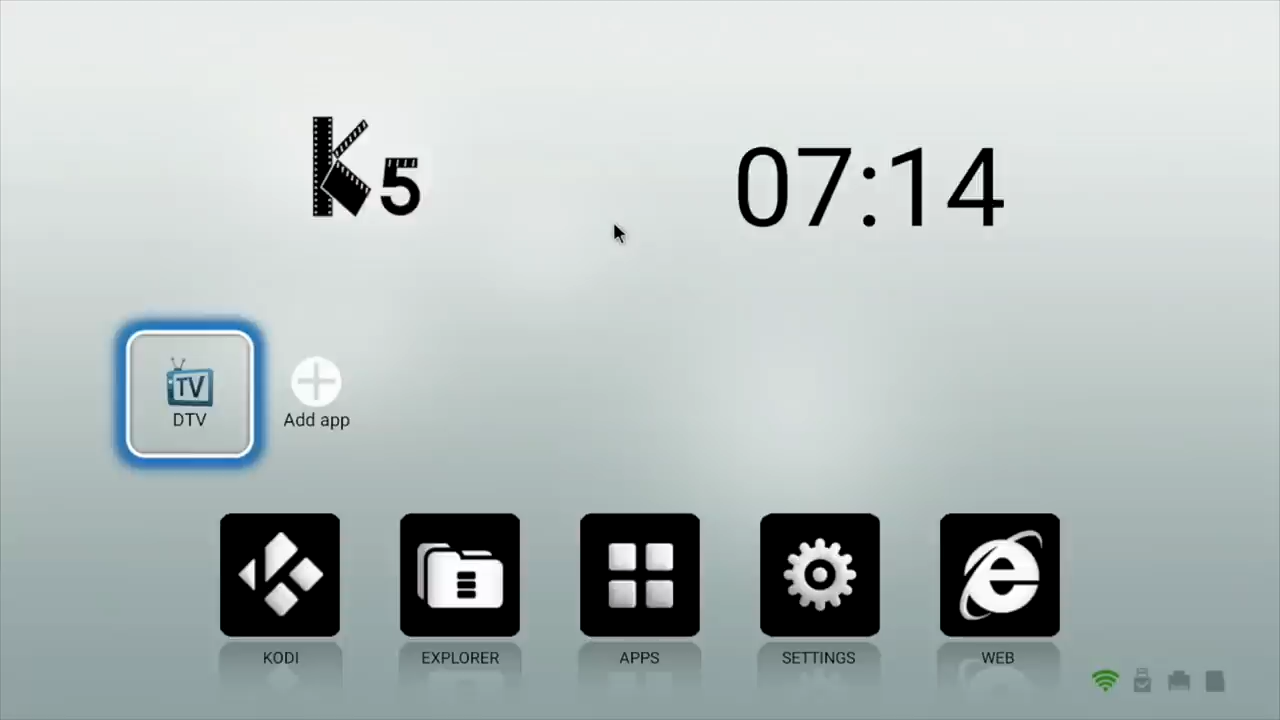 K5
07:14
TV
DTV
Add app
KODI
EXPLORER
APPS
SETTINGS
WEB